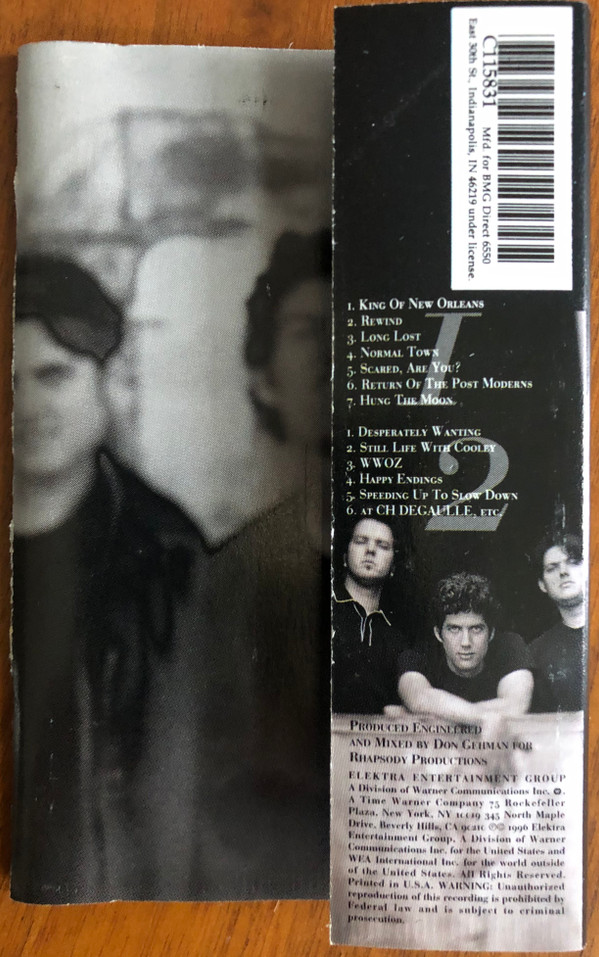 C115831 Mfd. for BMG Direct 6550
East 30th St., Indianapolis, IN 46219 under license.
1
1. King Of New Orleans
2. Rewind
3. Long Lost
4. Normal Town
5. Scared, Are You?
6. Return Of The Post Moderns
7. Hung The Moon
2
1. Desperately Wanting
2. Still Life With Cooley
3. WWOZ
4. Happy Endings
5. Speeding Up To Slow Down
6. at CH DEGAULLE, etc.
Produced Engineered
and Mixed by Don Gehman for
Rhapsody Productions
ELEKTRA ENTERTAINMENT GROUP
A Division of Warner Communications Inc.
A Time Warner Company 75 Rockefeller
Plaza, New York, NY 10019 345 North Maple
Drive, Beverly Hills, CA 90210 ℗© 1996 Elektra
Entertainment Group, A Division of Warner
Communications Inc. for the United States and
WEA International Inc. for the world outside
of the United States. All Rights Reserved.
Printed in U.S.A. WARNING: Unauthorized
reproduction of this recording is prohibited by
Federal law and is subject to criminal
prosecution.